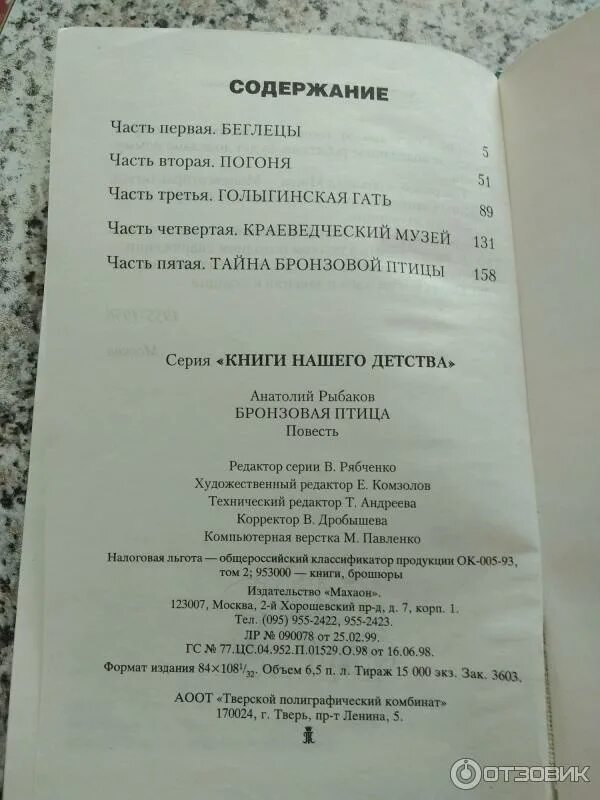 СОДЕРЖАНИЕ
Часть первая. БЕГЛЕЦЫ 5
Часть вторая. ПОГОНЯ 51
Часть третья. ГОЛЫГИНСКАЯ ГАТЬ 89
Часть четвертая. КРАЕВЕДЧЕСКИЙ МУЗЕЙ 131
Часть пятая. ТАЙНА БРОНЗОВОЙ ПТИЦЫ 158
1955–1956
Москва
Серия «КНИГИ НАШЕГО ДЕТСТВА»
Анатолий Рыбаков
БРОНЗОВАЯ ПТИЦА
Повесть
Редактор серии В. Рябченко
Художественный редактор Е. Комзолов
Технический редактор Т. Андреева
Корректор В. Дробышева
Компьютерная верстка М. Павленко
Налоговая льгота — общероссийский классификатор продукции ОК-005-93,
том 2; 953000 — книги, брошюры
Издательство «Махаон».
123007, Москва, 2-й Хорошевский пр-д, д. 7, корп. 1.
Тел. (095) 955-2422, 955-2423.
ЛР № 090078 от 25.02.99.
ГС № 77.ЦС.04.952.П.01529.О.98 от 16.06.98.
Формат издания 84×108 1/32. Объем 6,5 п. л. Тираж 15 000 экз. Зак. 3603.
АООТ «Тверской полиграфический комбинат»
170024, г. Тверь, пр-т Ленина, 5.
ОТЗОВИК